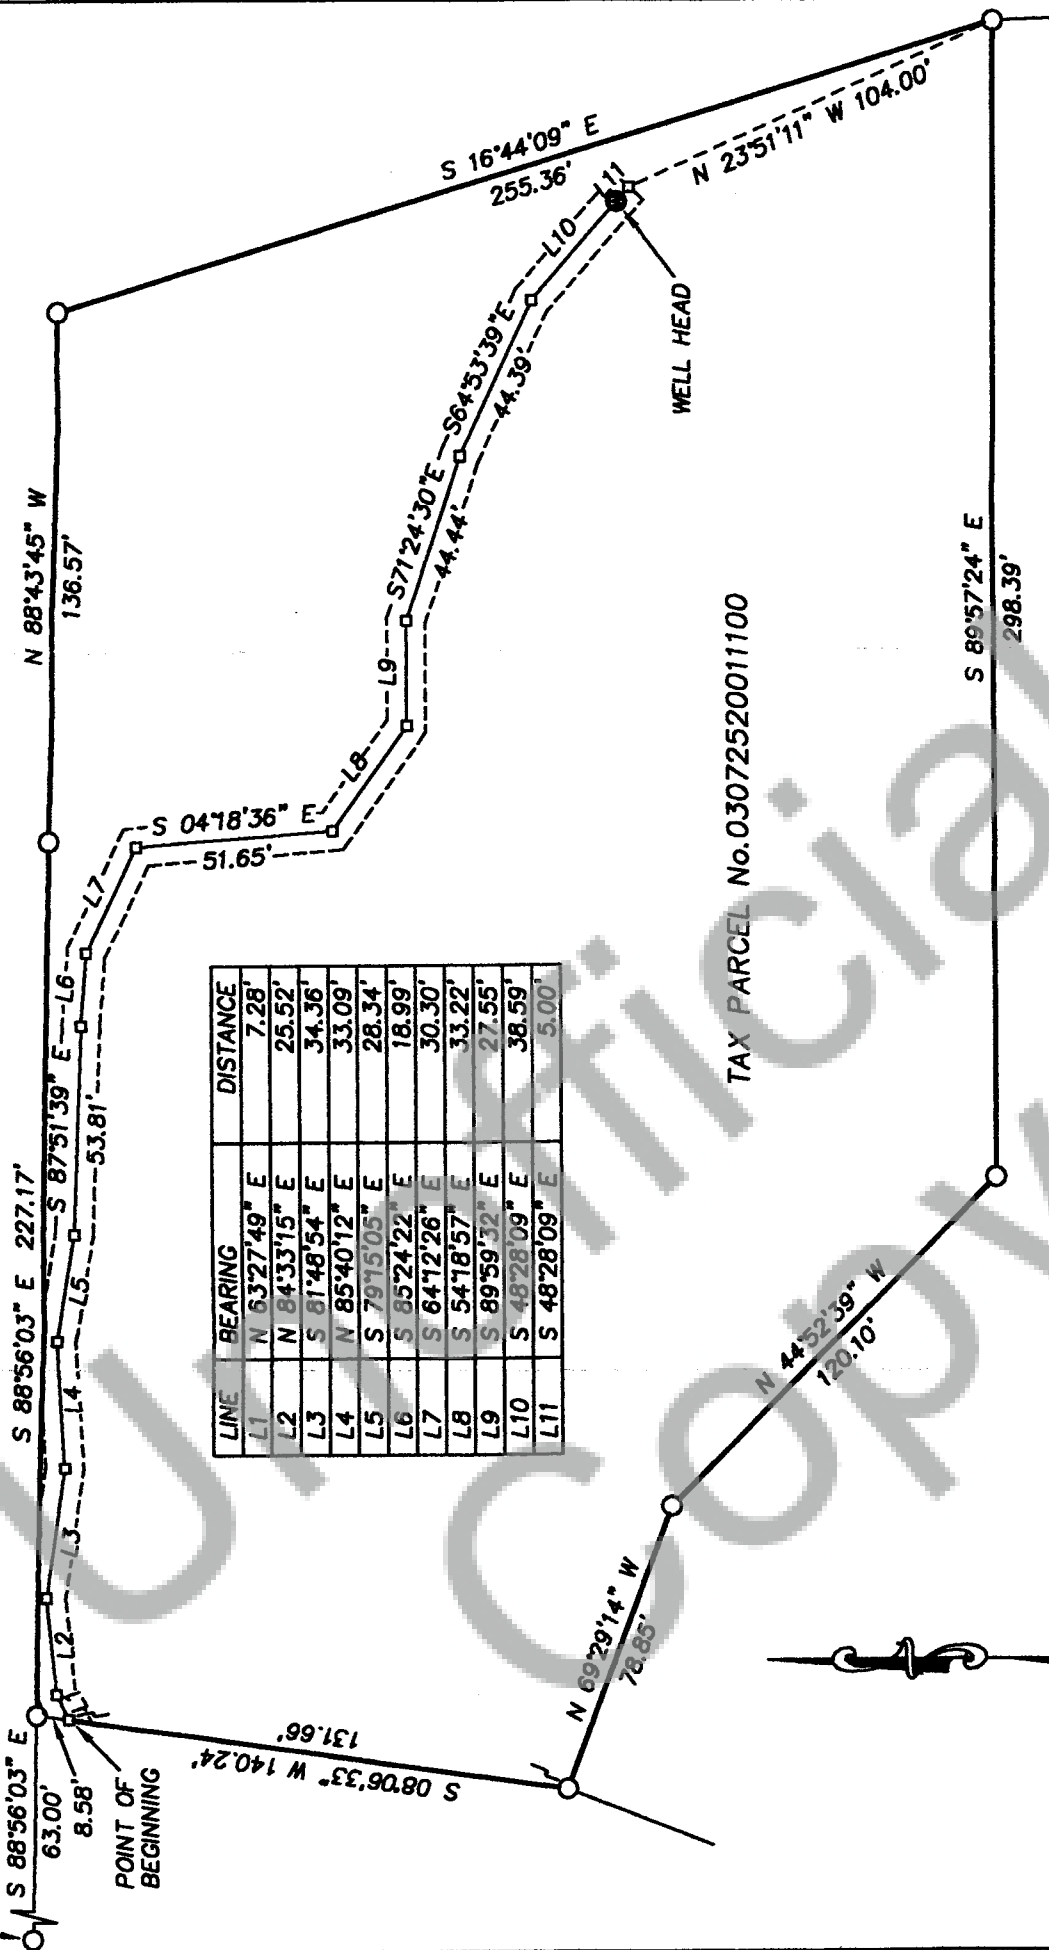 S 88°56'03" E
63.00'
8.58'
POINT OF
BEGINNING
S 88°56'03" E 227.17'
N 88°43'45" W
136.57'
S 16°44'09" E
255.36'
N 23°51'11" W 104.00'
L2
L3
L4
L5
S 87°51'39" E
53.81'
L6
L7
S 04°18'36" E
51.65'
L8
L9
S71°24'30"E
44.44'
S64°53'39"E
44.39'
L10
L11
WELL HEAD
LINE BEARING DISTANCE
L1 N 63°27'49" E 7.28'
L2 N 84°33'15" E 25.52'
L3 S 81°48'54" E 34.36'
L4 N 85°40'12" E 33.09'
L5 S 79°15'05" E 28.34'
L6 S 85°24'22" E 18.99'
L7 S 64°12'26" E 30.30'
L8 S 54°18'57" E 33.22'
L9 S 89°59'32" E 27.55'
L10 S 48°28'09" E 38.59'
L11 S 48°28'09" E 5.00'
TAX PARCEL No.03072520011100
S 08°06'33" W 140.24'
131.66'
N 69°29'14" W
78.85'
N 44°52'39" W
120.10'
S 89°57'24" E
298.39'
Unofficial
Copy